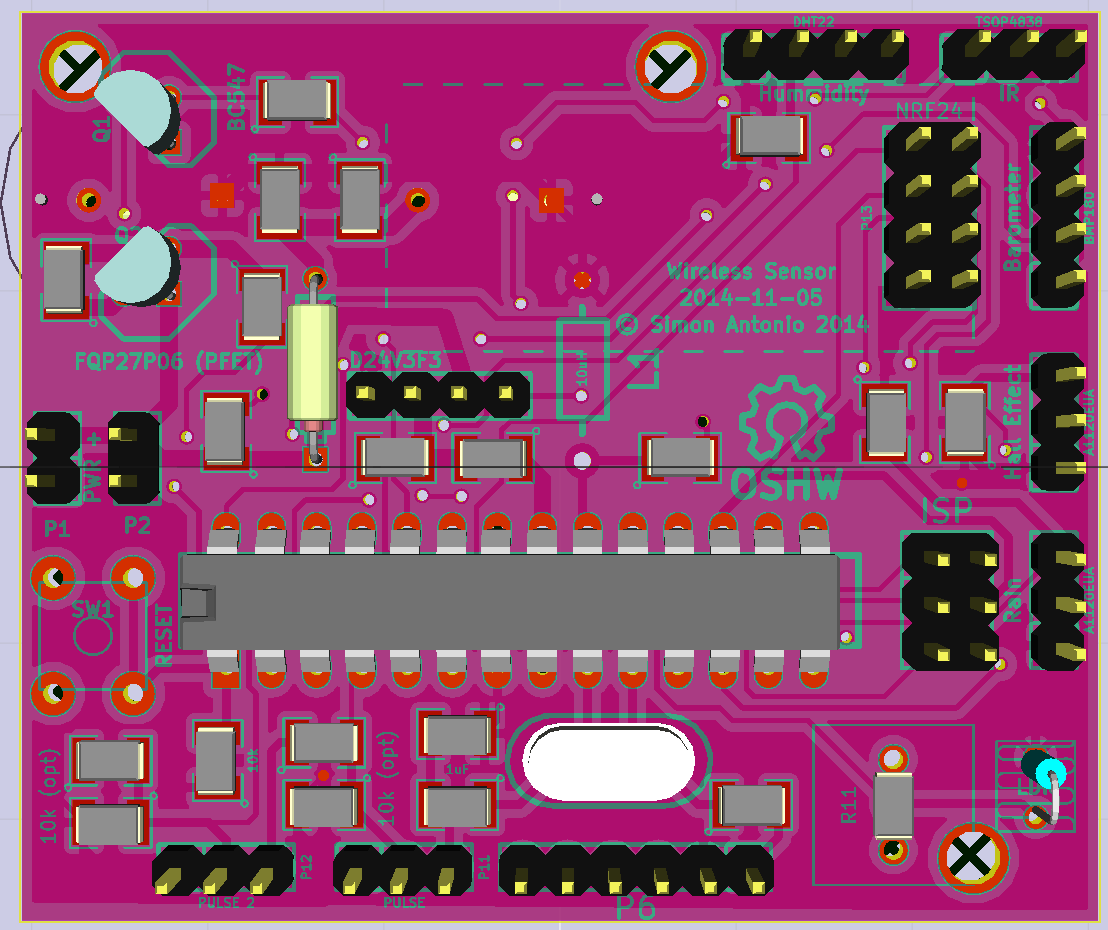 DHT22
TSOP4838
Humidity
IR
BC547
Q1
NRF24
P13
Barometer
BMP180
Wireless Sensor
2014-11-05
© Simon Antonio 2014
FQP27P06 (PFET)
D24V3F3
10uH
L1
OSHW
Hall Effect
A1120EUA
PWR +
P1
P2
ISP
SW1
RESET
Rain
A1120EUA
10k (opt)
10k
10k (opt)
1uF
R11
P12
P11
PULSE 2
PULSE
P6